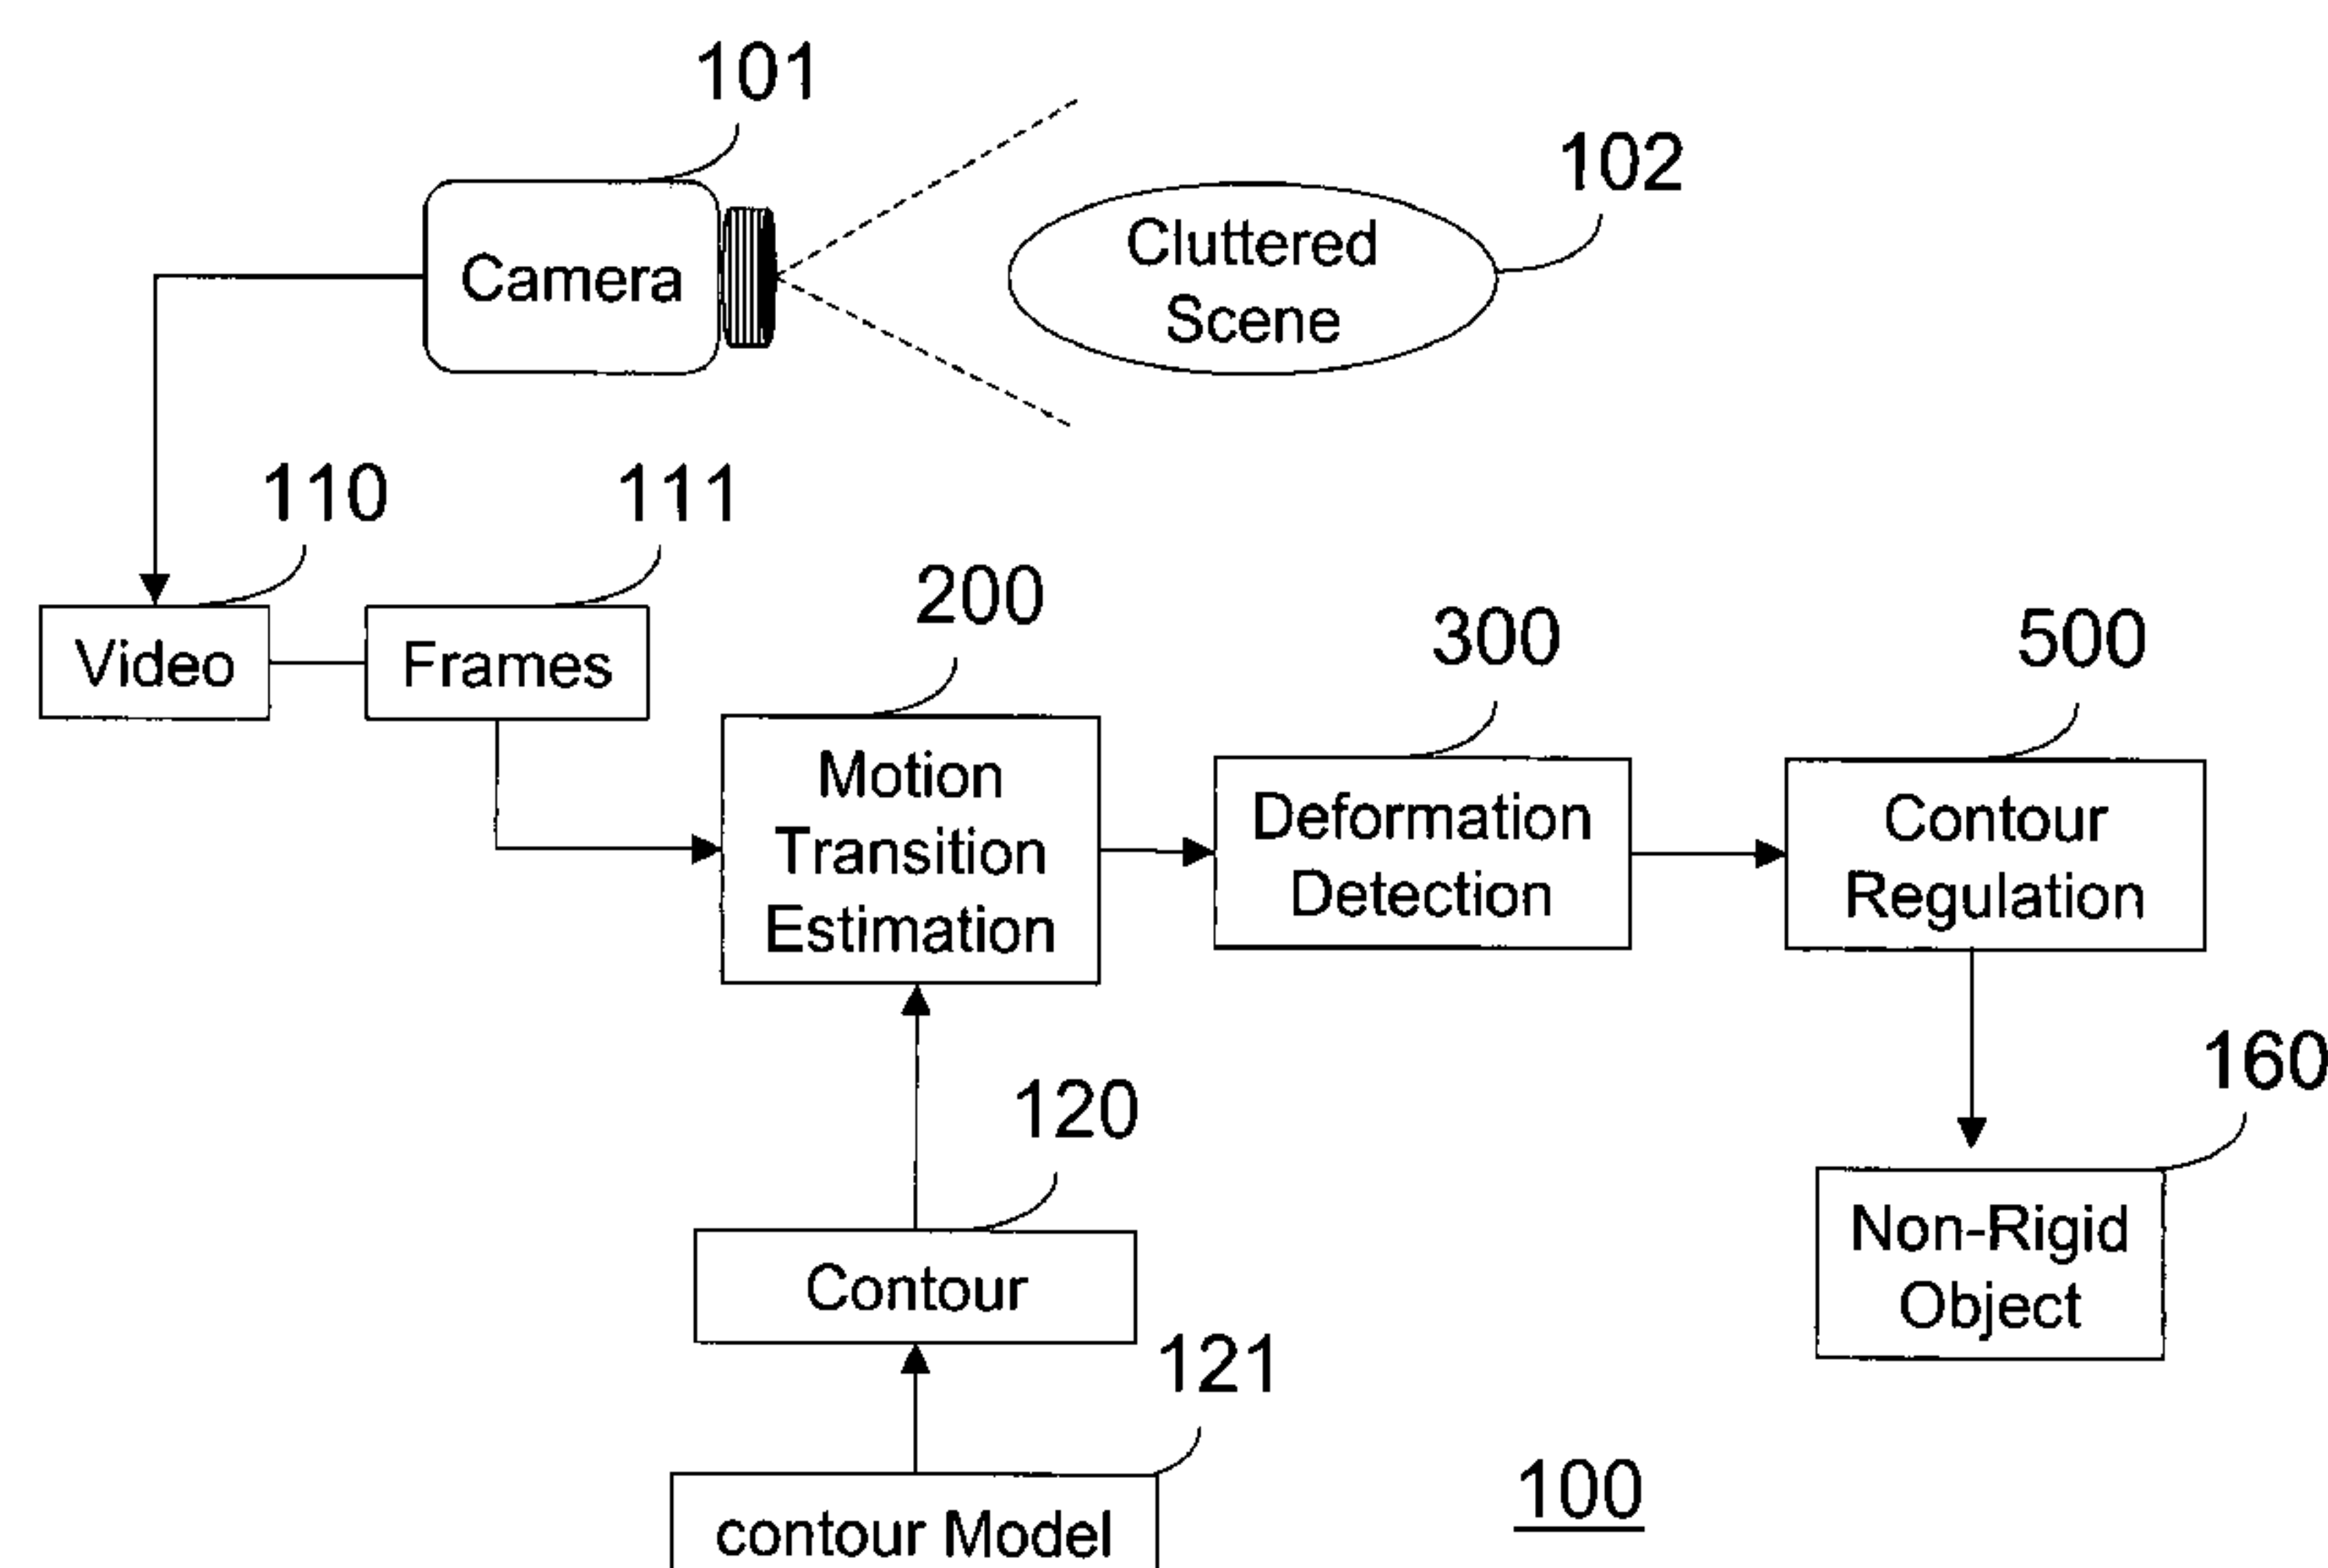 101
102
Cluttered
Scene
Camera
110
111
200
300
500
Video
Frames
Motion
Transition
Estimation
Deformation
Detection
Contour
Regulation
120
160
Contour
Non-Rigid
Object
121
contour Model
100